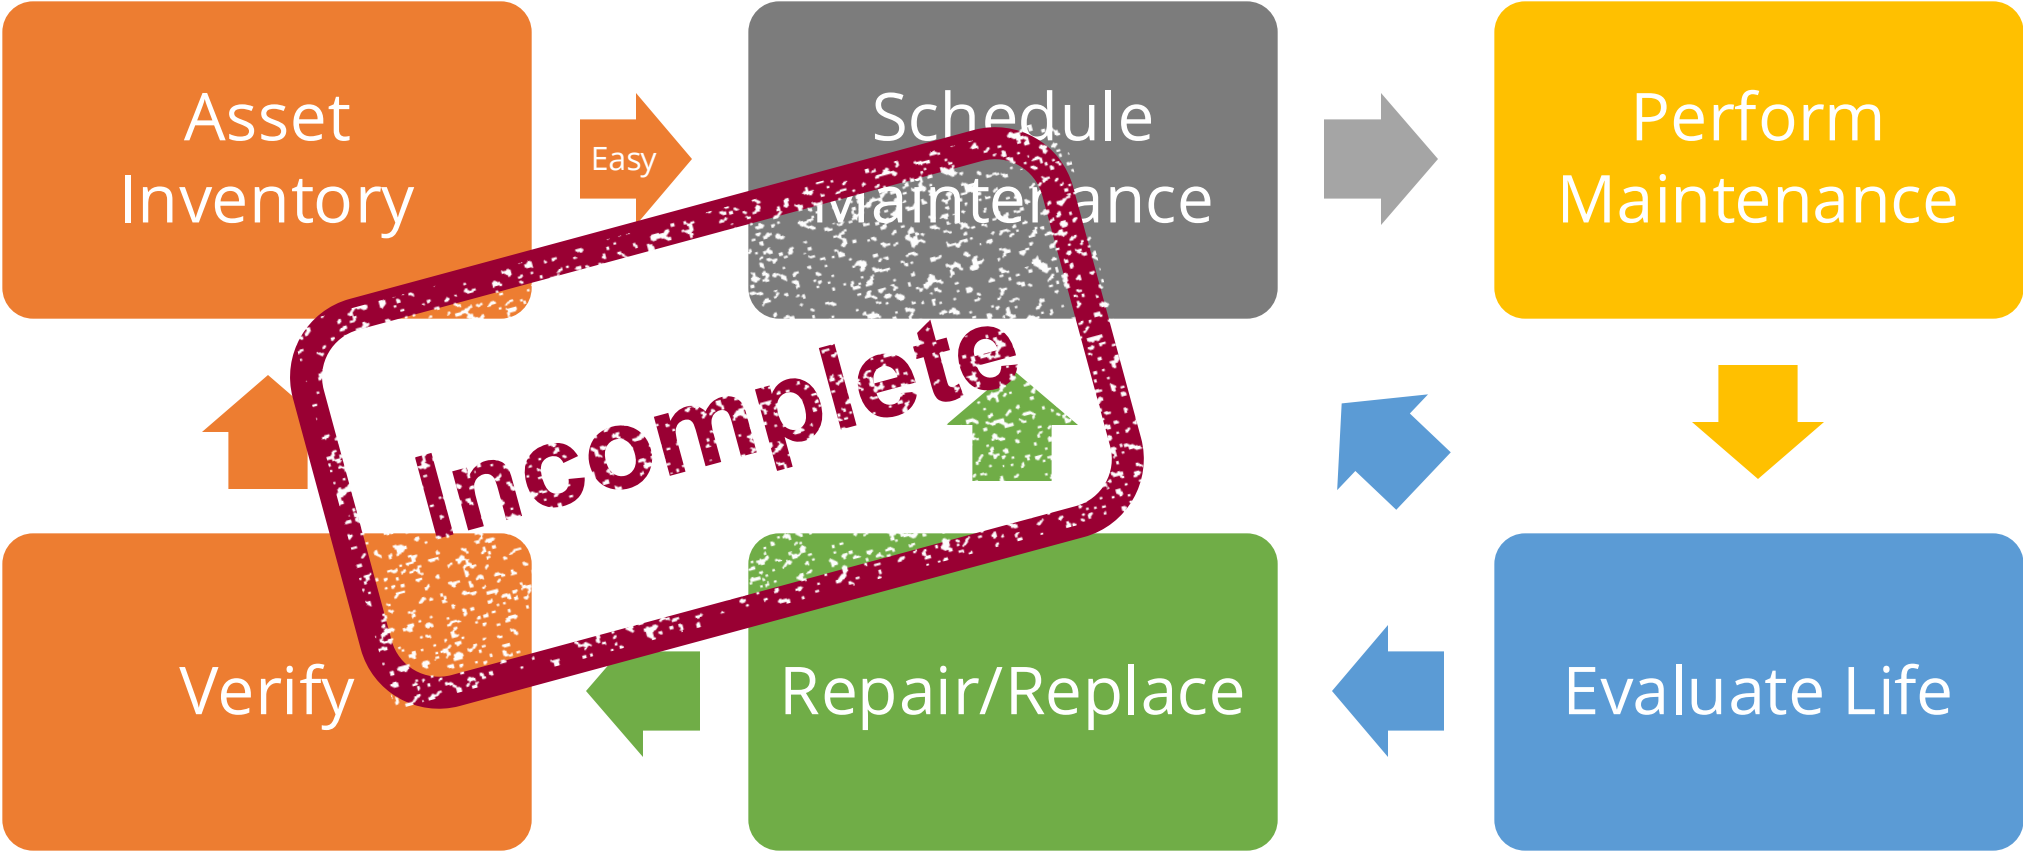 Asset
Inventory
Easy
Schedule
Maintenance
Perform
Maintenance
Incomplete
Verify
Repair/Replace
Evaluate Life